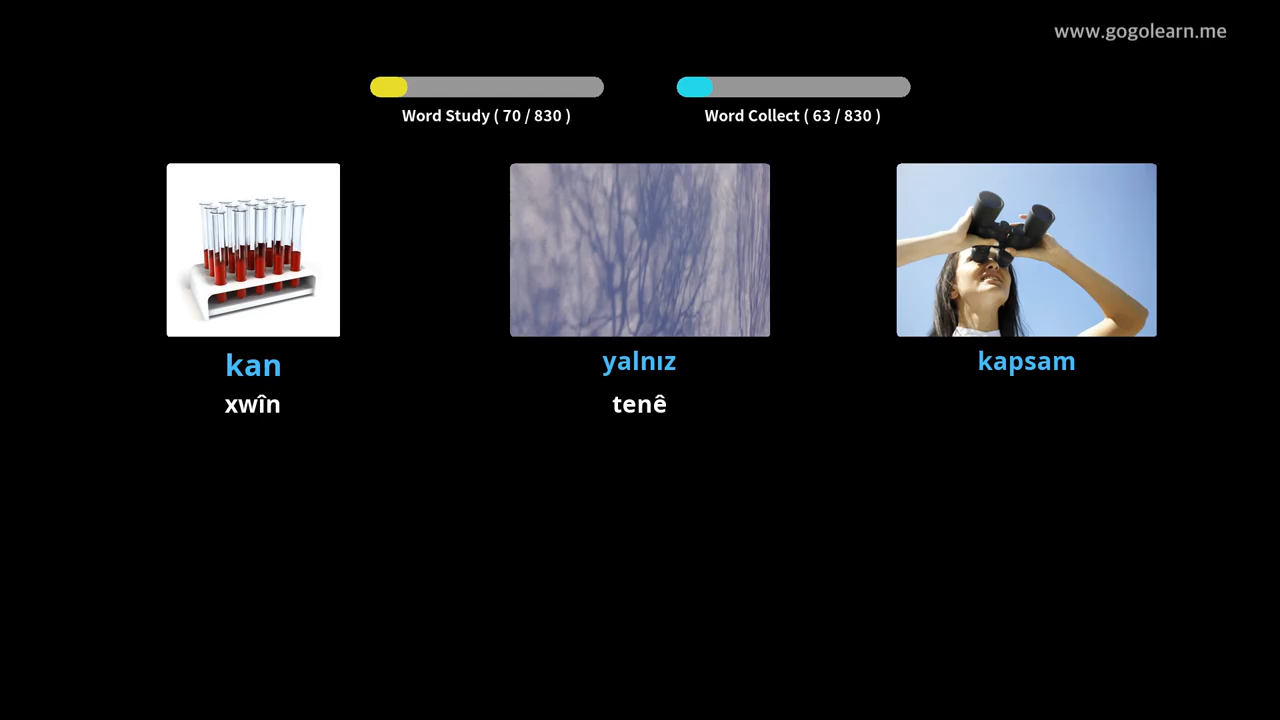 www.gogolearn.me
Word Study ( 70 / 830 )
Word Collect ( 63 / 830 )
kan
xwîn
yalnız
tenê
kapsam